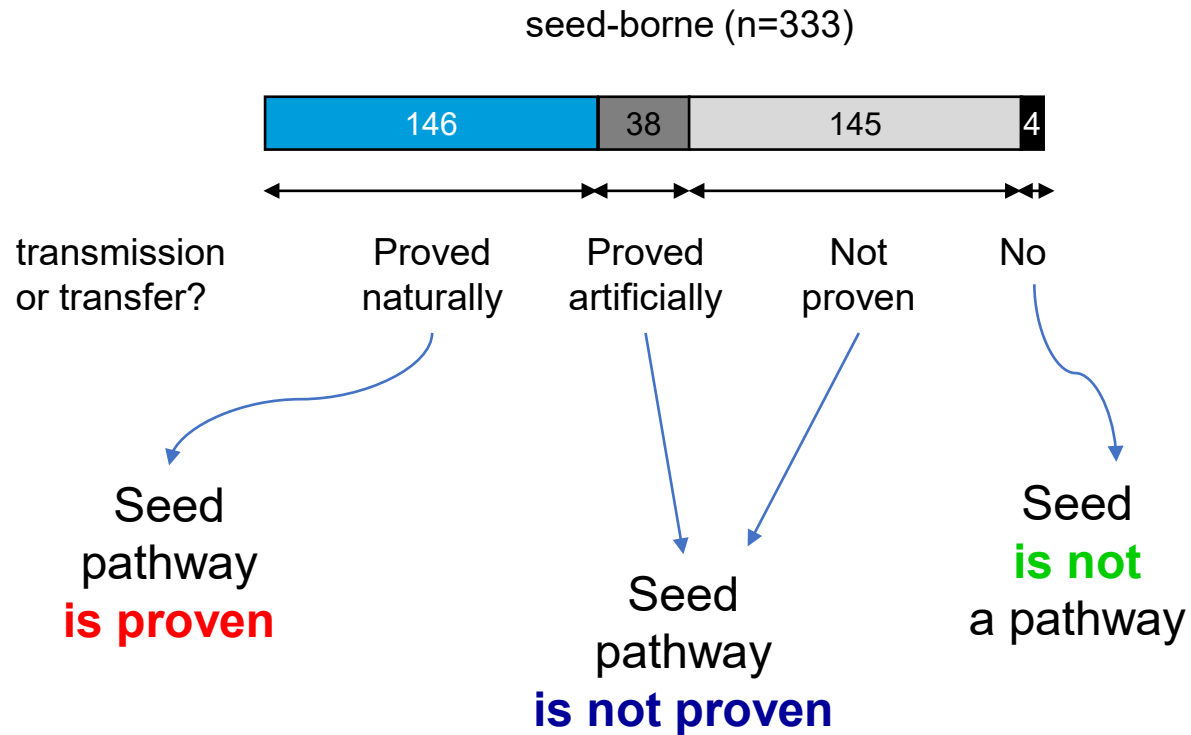 seed-borne (n=333)
146 38 145 4
transmission
or transfer?
Proved
naturally
Proved
artificially
Not
proven
No
Seed
pathway
is proven
Seed
pathway
is not proven
Seed
is not
a pathway